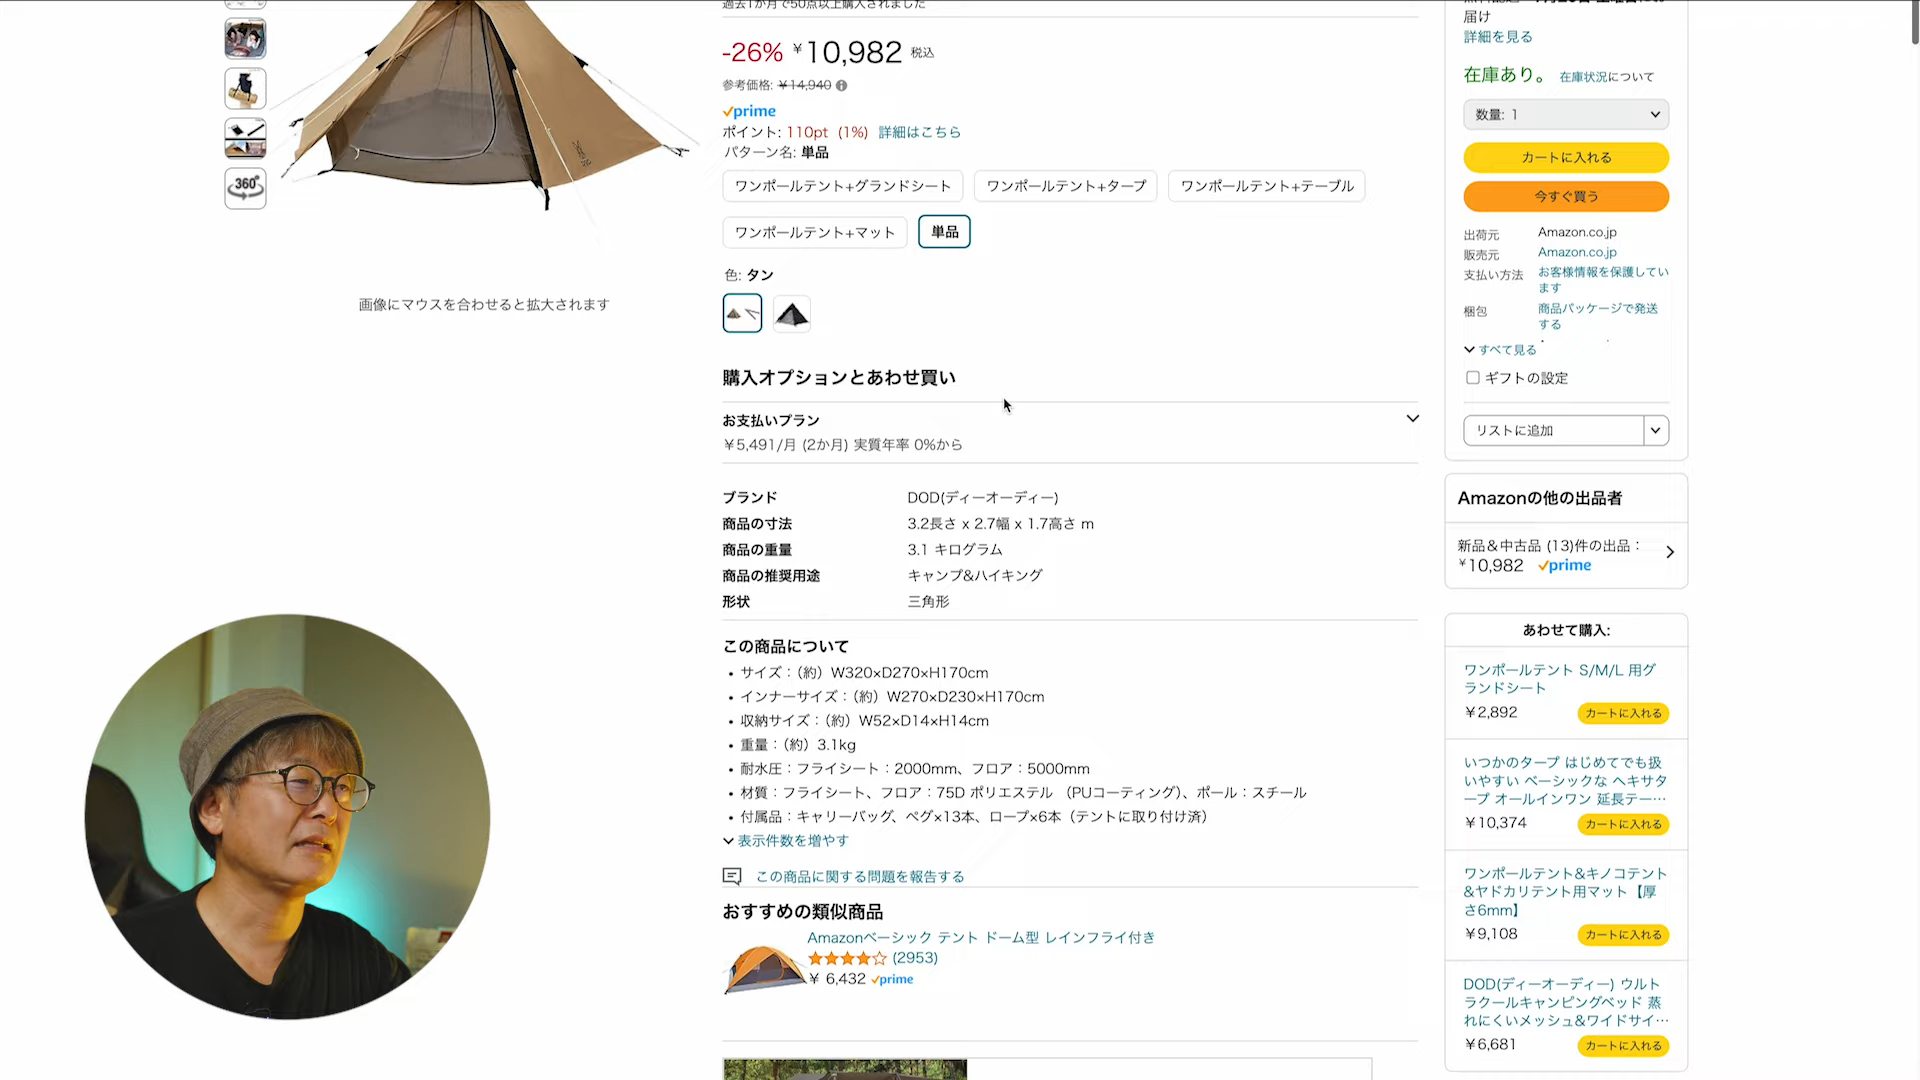 過去1か月で50点以上購入されました
-26% ¥10,982 税込
参考価格: ¥14,940
prime
ポイント: 110pt (1%) 詳細はこちら
パターン名: 単品
ワンポールテント+グランドシート
ワンポールテント+タープ
ワンポールテント+テーブル
ワンポールテント+マット
単品
色: タン
360°
画像にマウスを合わせると拡大されます
購入オプションとあわせ買い
お支払いプラン
¥5,491/月 (2か月) 実質年率 0%から
ブランド DOD(ディーオーディー)
商品の寸法 3.2長さ x 2.7幅 x 1.7高さ m
商品の重量 3.1 キログラム
商品の推奨用途 キャンプ&ハイキング
形状 三角形
この商品について
サイズ：（約）W320×D270×H170cm
インナーサイズ：（約）W270×D230×H170cm
収納サイズ：（約）W52×D14×H14cm
重量：（約）3.1kg
耐水圧：フライシート：2000mm、フロア：5000mm
材質：フライシート、フロア：75D ポリエステル （PUコーティング）、ポール：スチール
付属品：キャリーバッグ、ペグ×13本、ロープ×6本（テントに取り付け済）
表示件数を増やす
この商品に関する問題を報告する
おすすめの類似商品
Amazonベーシック テント ドーム型 レインフライ付き
(2953)
¥ 6,432 prime
届け
詳細を見る
在庫あり。 在庫状況について
数量: 1
カートに入れる
今すぐ買う
出荷元 Amazon.co.jp
販売元 Amazon.co.jp
支払い方法 お客様情報を保護してい
ます
梱包 商品パッケージで発送
する
すべて見る
ギフトの設定
リストに追加
Amazonの他の出品者
新品＆中古品 (13)件の出品：
¥10,982 prime
あわせて購入:
ワンポールテント S/M/L 用グ
ランドシート
¥2,892 カートに入れる
いつかのタープ はじめてでも扱
いやすい ベーシックな ヘキサタ
ープ オールインワン 延長テー…
¥10,374 カートに入れる
ワンポールテント&キノコテント
&ヤドカリテント用マット【厚
さ6mm】
¥9,108 カートに入れる
DOD(ディーオーディー) ウルト
ラクールキャンピングベッド 蒸
れにくいメッシュ&ワイドサイ…
¥6,681 カートに入れる